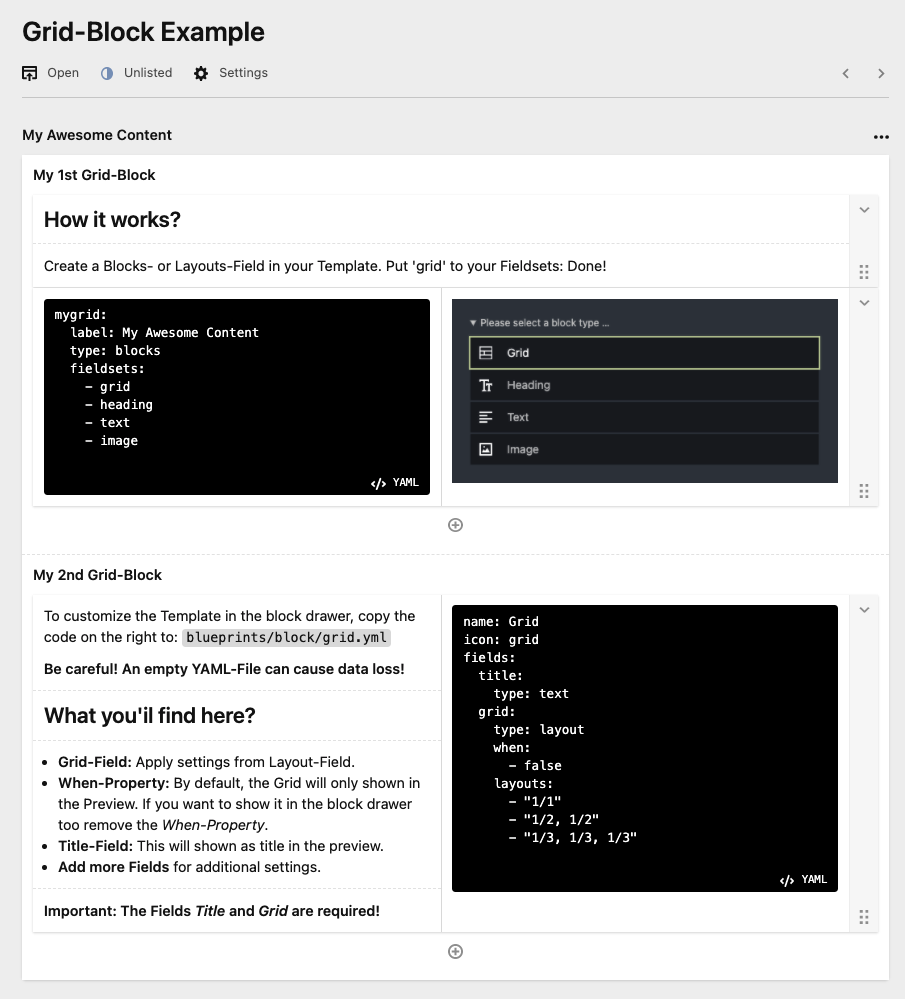 Grid-Block Example
Open Unlisted Settings
My Awesome Content
My 1st Grid-Block
How it works?
Create a Blocks- or Layouts-Field in your Template. Put 'grid' to your Fieldsets: Done!
mygrid:
  label: My Awesome Content
  type: blocks
  fieldsets:
    - grid
    - heading
    - text
    - image
</> YAML
Please select a block type ...
Grid
Heading
Text
Image
My 2nd Grid-Block
To customize the Template in the block drawer, copy the
code on the right to: blueprints/block/grid.yml
Be careful! An empty YAML-File can cause data loss!
What you'il find here?
• Grid-Field: Apply settings from Layout-Field.
• When-Property: By default, the Grid will only shown in
the Preview. If you want to show it in the block drawer
too remove the When-Property.
• Title-Field: This will shown as title in the preview.
• Add more Fields for additional settings.
Important: The Fields Title and Grid are required!
name: Grid
icon: grid
fields:
  title:
    type: text
  grid:
    type: layout
    when:
      - false
    layouts:
      - "1/1"
      - "1/2, 1/2"
      - "1/3, 1/3, 1/3"
</> YAML